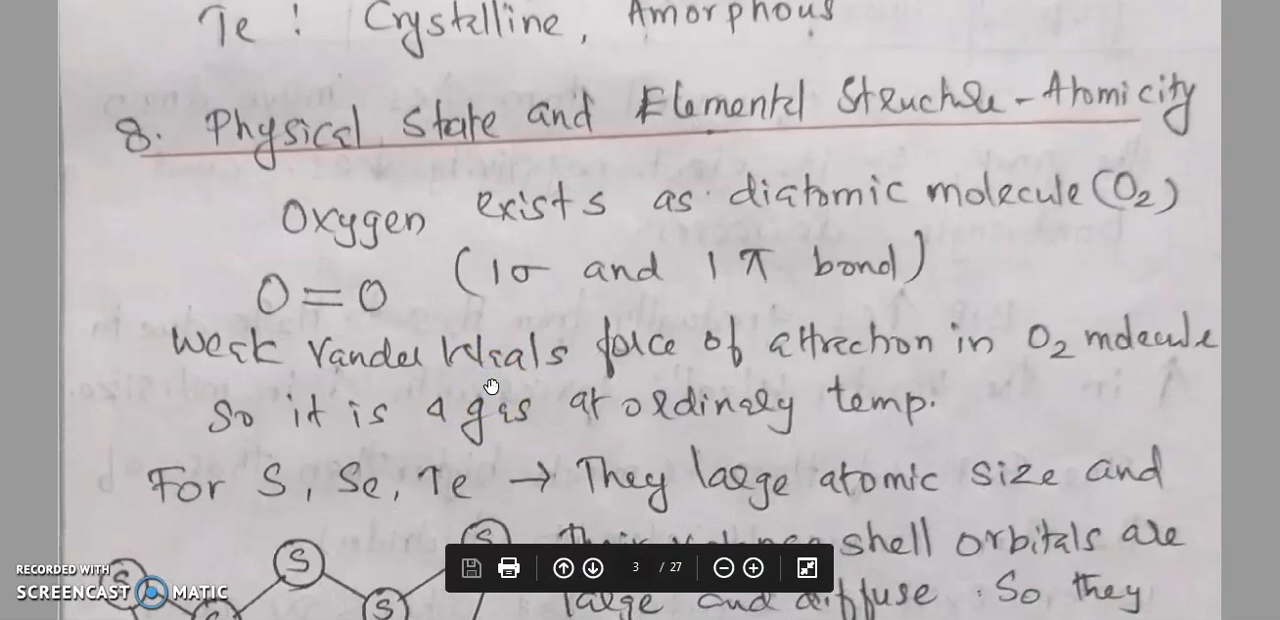 Te : Crystalline, Amorphous
8. Physical state and Elemental Structure - Atomicity
Oxygen exists as diatomic molecule (O2)
O=O (1σ and 1 π bond)
Weak Vander Waals force of attraction in O2 molecule
So it is a gas at ordinary temp.
For S, Se, Te → They large atomic size and
shell orbitals are
S S S S
large and diffuse. So, they
3 / 27
RECORDED WITH
SCREENCAST MATIC